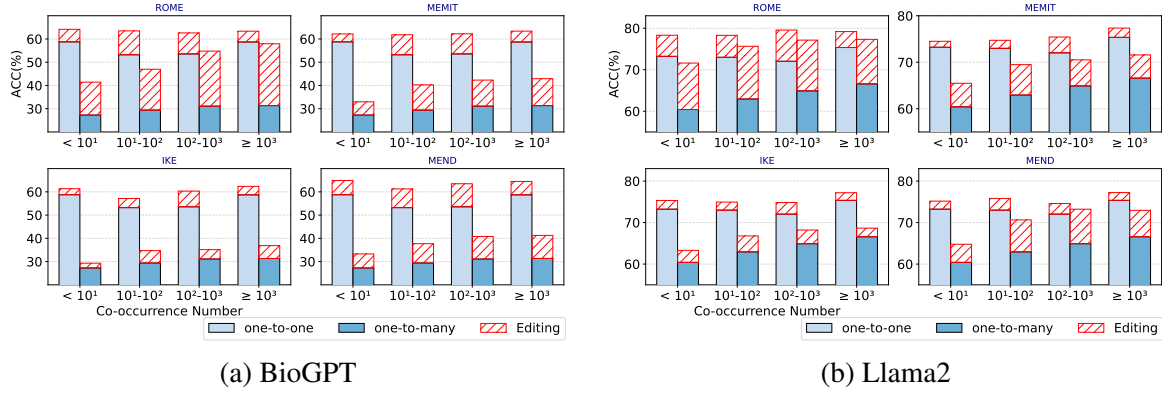 ROME
MEMIT
ACC(%)
60
50
40
30
< 10¹ 10¹-10² 10²-10³ ≥ 10³
60
50
40
30
< 10¹ 10¹-10² 10²-10³ ≥ 10³
IKE
MEND
60
50
40
30
< 10¹ 10¹-10² 10²-10³ ≥ 10³
Co-occurrence Number
60
50
40
30
< 10¹ 10¹-10² 10²-10³ ≥ 10³
one-to-one one-to-many Editing
(a) BioGPT
ROME
MEMIT
ACC(%)
80
70
60
< 10¹ 10¹-10² 10²-10³ ≥ 10³
80
70
60
< 10¹ 10¹-10² 10²-10³ ≥ 10³
IKE
MEND
80
70
60
< 10¹ 10¹-10² 10²-10³ ≥ 10³
Co-occurrence Number
80
70
60
< 10¹ 10¹-10² 10²-10³ ≥ 10³
one-to-one one-to-many Editing
(b) Llama2